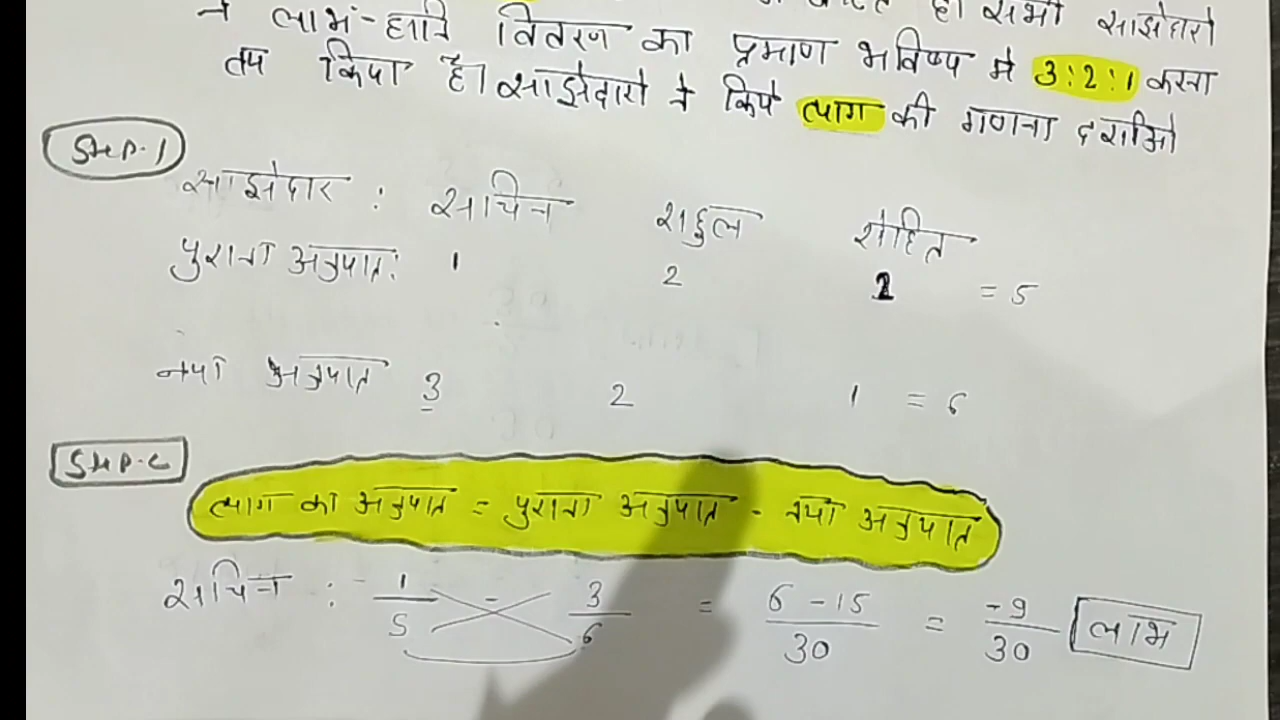 हो सभी साझेदारो
ने लाभ-हानि वितरण का प्रमाण भविष्य मे 3:2:1 करना
तय किया है। साझेदारो ने किये त्याग की गणना दर्शाओ
Step-1
साझेदार : सचिन राहुल रोहित
पुराना अनुपात: 1 2 2 = 5
नया अनुपात 3 2 1 = 6
Step-2
त्याग का अनुपात = पुराना अनुपात - नया अनुपात
सचिन : 1/5 - 3/6 = 6 - 15/30 = -9/30 लाभ